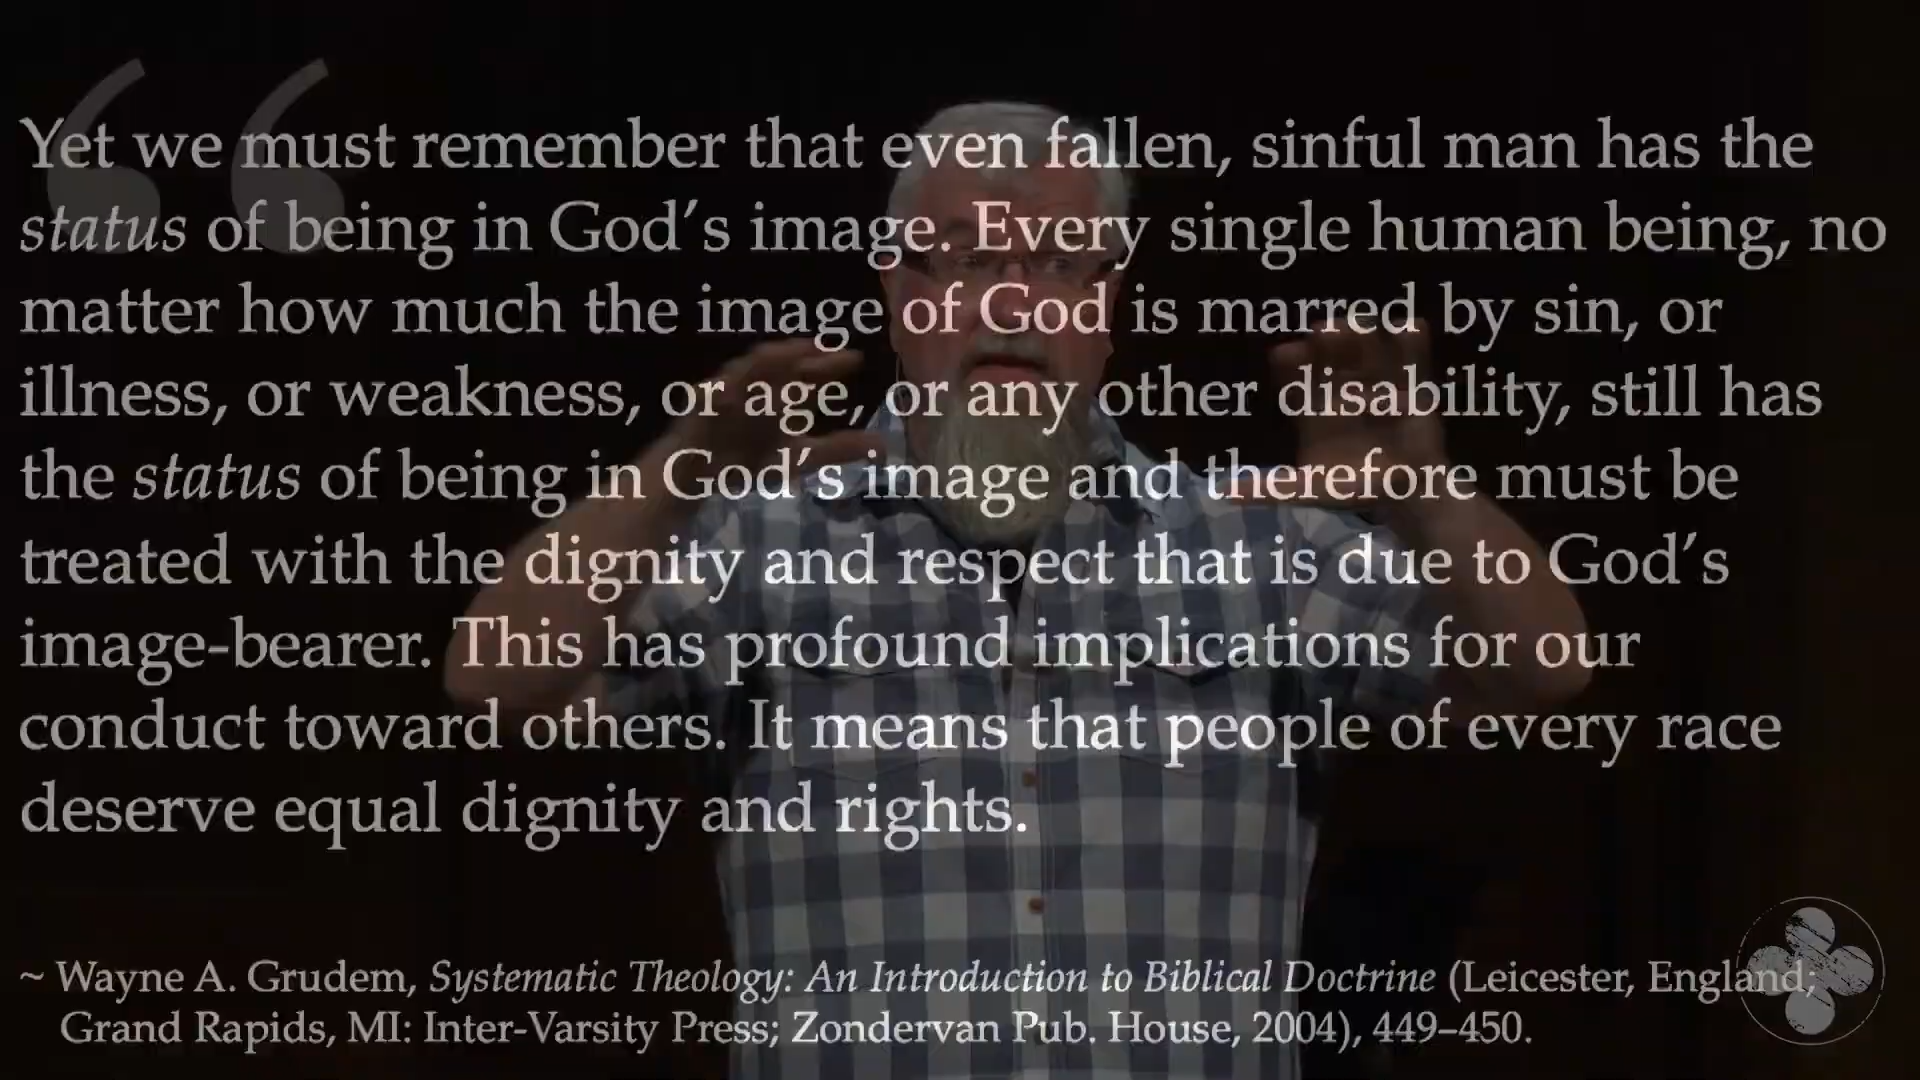 Yet we must remember that even fallen, sinful man has the
status of being in God's image. Every single human being, no
matter how much the image of God is marred by sin, or
illness, or weakness, or age, or any other disability, still has
the status of being in God's image and therefore must be
treated with the dignity and respect that is due to God's
image-bearer. This has profound implications for our
conduct toward others. It means that people of every race
deserve equal dignity and rights.
~ Wayne A. Grudem, Systematic Theology: An Introduction to Biblical Doctrine (Leicester, England;
Grand Rapids, MI: Inter-Varsity Press; Zondervan Pub. House, 2004), 449–450.